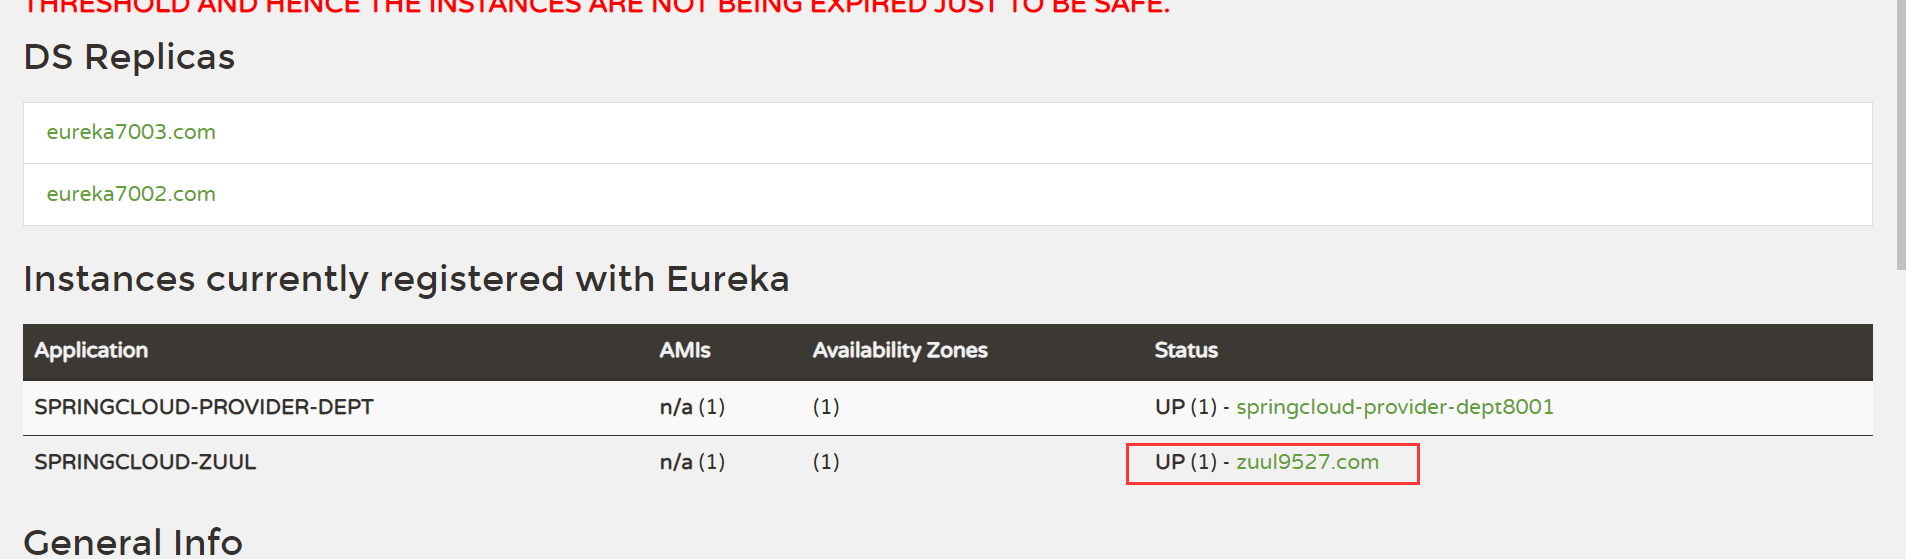 THRESHOLD AND HENCE THE INSTANCES ARE NOT BEING EXPIRED JUST TO BE SAFE.
DS Replicas
eureka7003.com
eureka7002.com
Instances currently registered with Eureka
Application AMIs Availability Zones Status
SPRINGCLOUD-PROVIDER-DEPT n/a (1) (1) UP (1) - springcloud-provider-dept8001
SPRINGCLOUD-ZUUL n/a (1) (1) UP (1) - zuul9527.com
General Info